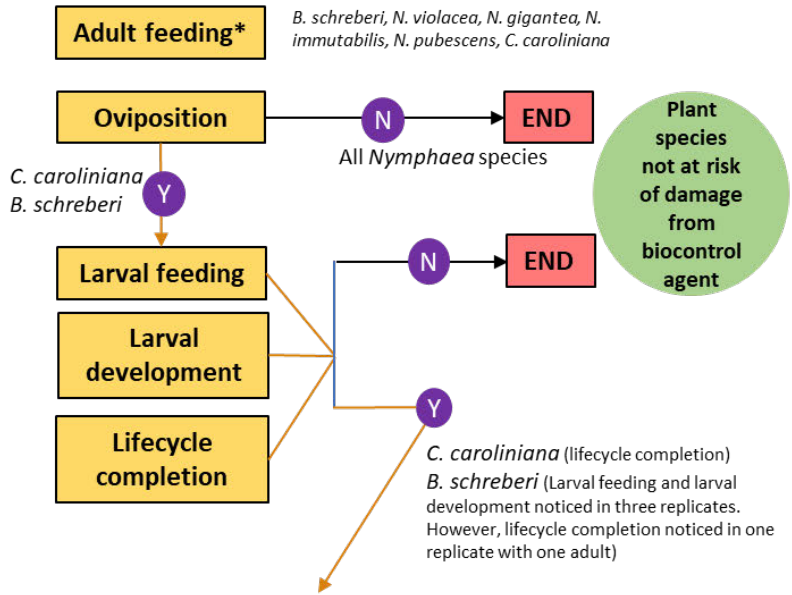 Adult feeding*
B. schreberi, N. violacea, N. gigantea, N.
immutabilis, N. pubescens, C. caroliniana
Oviposition
N
END
All Nymphaea species
Plant
species
not at risk
of damage
from
biocontrol
agent
C. caroliniana
B. schreberi
Y
Larval feeding
N
END
Larval
development
Lifecycle
completion
Y
C. caroliniana (lifecycle completion)
B. schreberi (Larval feeding and larval
development noticed in three replicates.
However, lifecycle completion noticed in one
replicate with one adult)